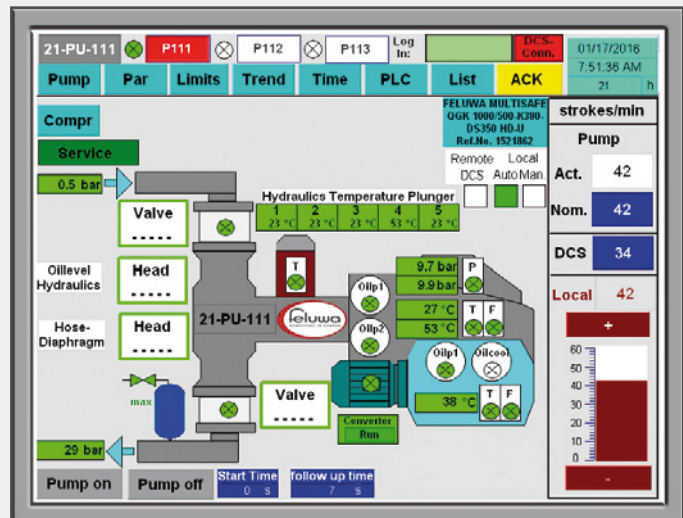 21-PU-111
P111
P112
P113
Log
In:
DCS-
Conn.
01/17/2016
7:51:36 AM
21 h
Pump
Par
Limits
Trend
Time
PLC
List
ACK
Compr
Service
FELUWA MULTISAFE
QGK 1000/500-K380-
DS350 HD-U
Ref.No. 1521862
Remote Local
DCS Auto Man.
strokes/min
Pump
Act. 42
Nom. 42
DCS 34
Local 42
+
60
50
40
30
20
10
0
-
0.5 bar
Valve
- - - - -
Hydraulics Temperature Plunger
1 2 3 4 5
23 °C 23 °C 23 °C 53 °C 23 °C
Oillevel
Hydraulics
Head
- - - - -
T
9.7 bar
P
9.9 bar
Oilp1
Hose-
Diaphragm
Head
- - - - -
21-PU-111
feluwa
27 °C
T F
53 °C
Oilp2
Oilp1
Oilcool
max
Valve
- - - - -
38 °C
T F
Converter
Run
29 bar
Pump on
Pump off
Start Time
0 s
follow up time
7 s